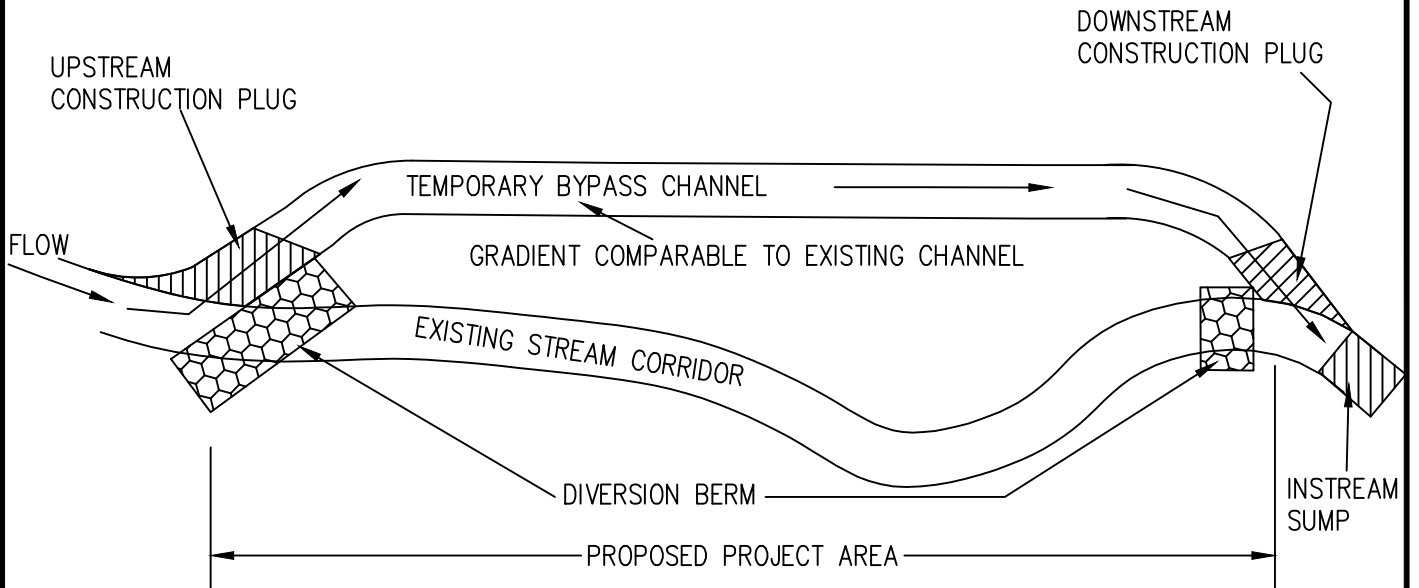 DOWNSTREAM
CONSTRUCTION PLUG
UPSTREAM
CONSTRUCTION PLUG
TEMPORARY BYPASS CHANNEL
FLOW
GRADIENT COMPARABLE TO EXISTING CHANNEL
EXISTING STREAM CORRIDOR
DIVERSION BERM
INSTREAM
SUMP
PROPOSED PROJECT AREA